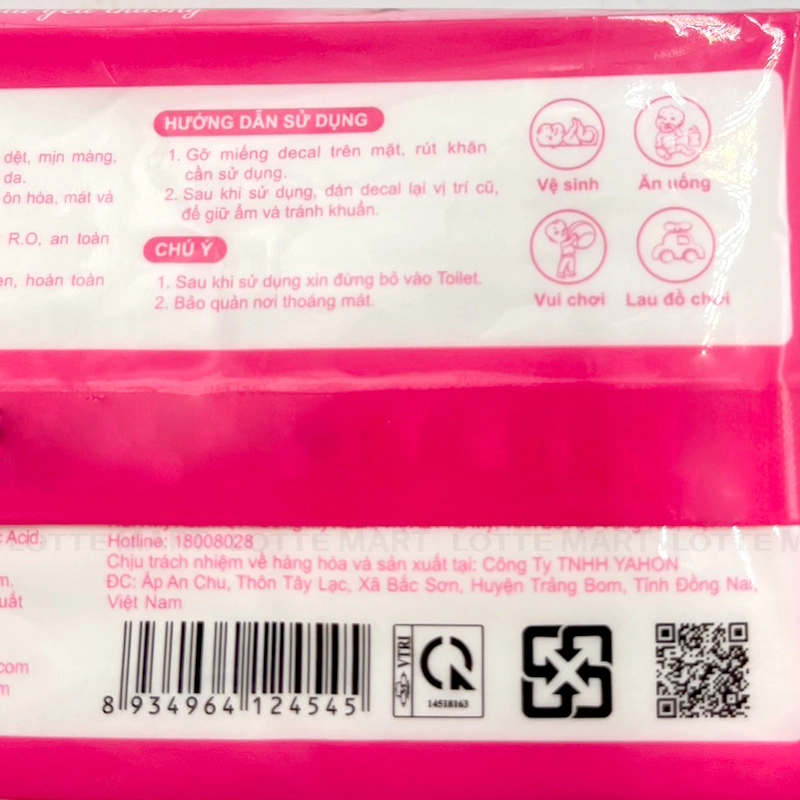 dệt, mịn màng,
da.
ôn hòa, mát và
R.O, an toàn
hoàn toàn
HƯỚNG DẪN SỬ DỤNG
1. Gỡ miếng decal trên mặt, rút khăn
cần sử dụng.
2. Sau khi sử dụng, dán decal lại vị trí cũ,
để giữ ẩm và tránh khuẩn.
CHÚ Ý
1. Sau khi sử dụng xin đừng bỏ vào Toilet.
2. Bảo quản nơi thoáng mát.
Vệ sinh
Ăn uống
Vui chơi
Lau đồ chơi
Acid.
Hotline: 18008028
LOTTE MART LOTTE MART LOTTE
Chịu trách nhiệm về hàng hóa và sản xuất tại: Công Ty TNHH YAHON
ĐC: Ấp An Chu, Thôn Tây Lạc, Xã Bắc Sơn, Huyện Trảng Bom, Tỉnh Đồng Nai,
Việt Nam
com
8 934964 124545
VTRI
14518163